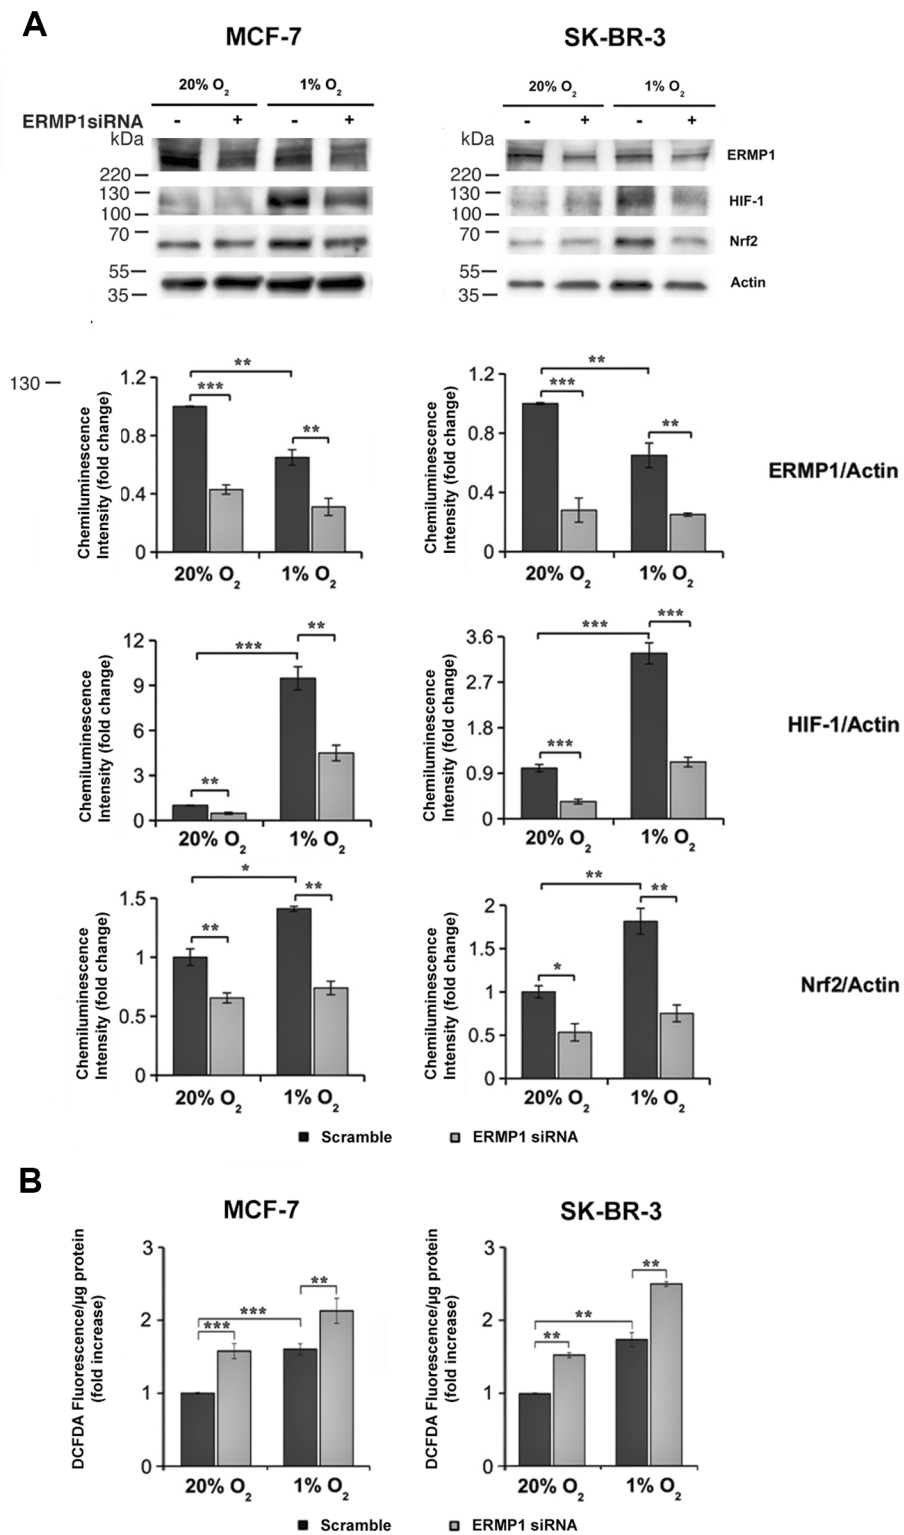 A
MCF-7 SK-BR-3
20% O2 1% O2 20% O2 1% O2
ERMP1siRNA - + - + - + - +
kDa kDa
ERMP1
220 220
130 130
HIF-1
100 100
70 70
Nrf2
55 55
Actin
35 35
130
Chemiluminescence
Intensity (fold change)
1.2
0.8
0.4
0
** *** **
20% O2 1% O2
Chemiluminescence
Intensity (fold change)
1.2
0.8
0.4
0
** *** **
20% O2 1% O2
ERMP1/Actin
Chemiluminescence
Intensity (fold change)
12
9
6
3
0
*** ** **
20% O2 1% O2
Chemiluminescence
Intensity (fold change)
3.6
2.7
1.8
0.9
0
*** *** ***
20% O2 1% O2
HIF-1/Actin
Chemiluminescence
Intensity (fold change)
1.5
1
0.5
0
* ** **
20% O2 1% O2
Chemiluminescence
Intensity (fold change)
2
1.5
1
0.5
0
** * **
20% O2 1% O2
Nrf2/Actin
Scramble ERMP1 siRNA
B
MCF-7 SK-BR-3
DCFDA Fluorescence/µg protein
(fold increase)
3
2
1
0
*** *** **
20% O2 1% O2
DCFDA Fluorescence/µg protein
(fold increase)
3
2
1
0
** ** **
20% O2 1% O2
Scramble ERMP1 siRNA